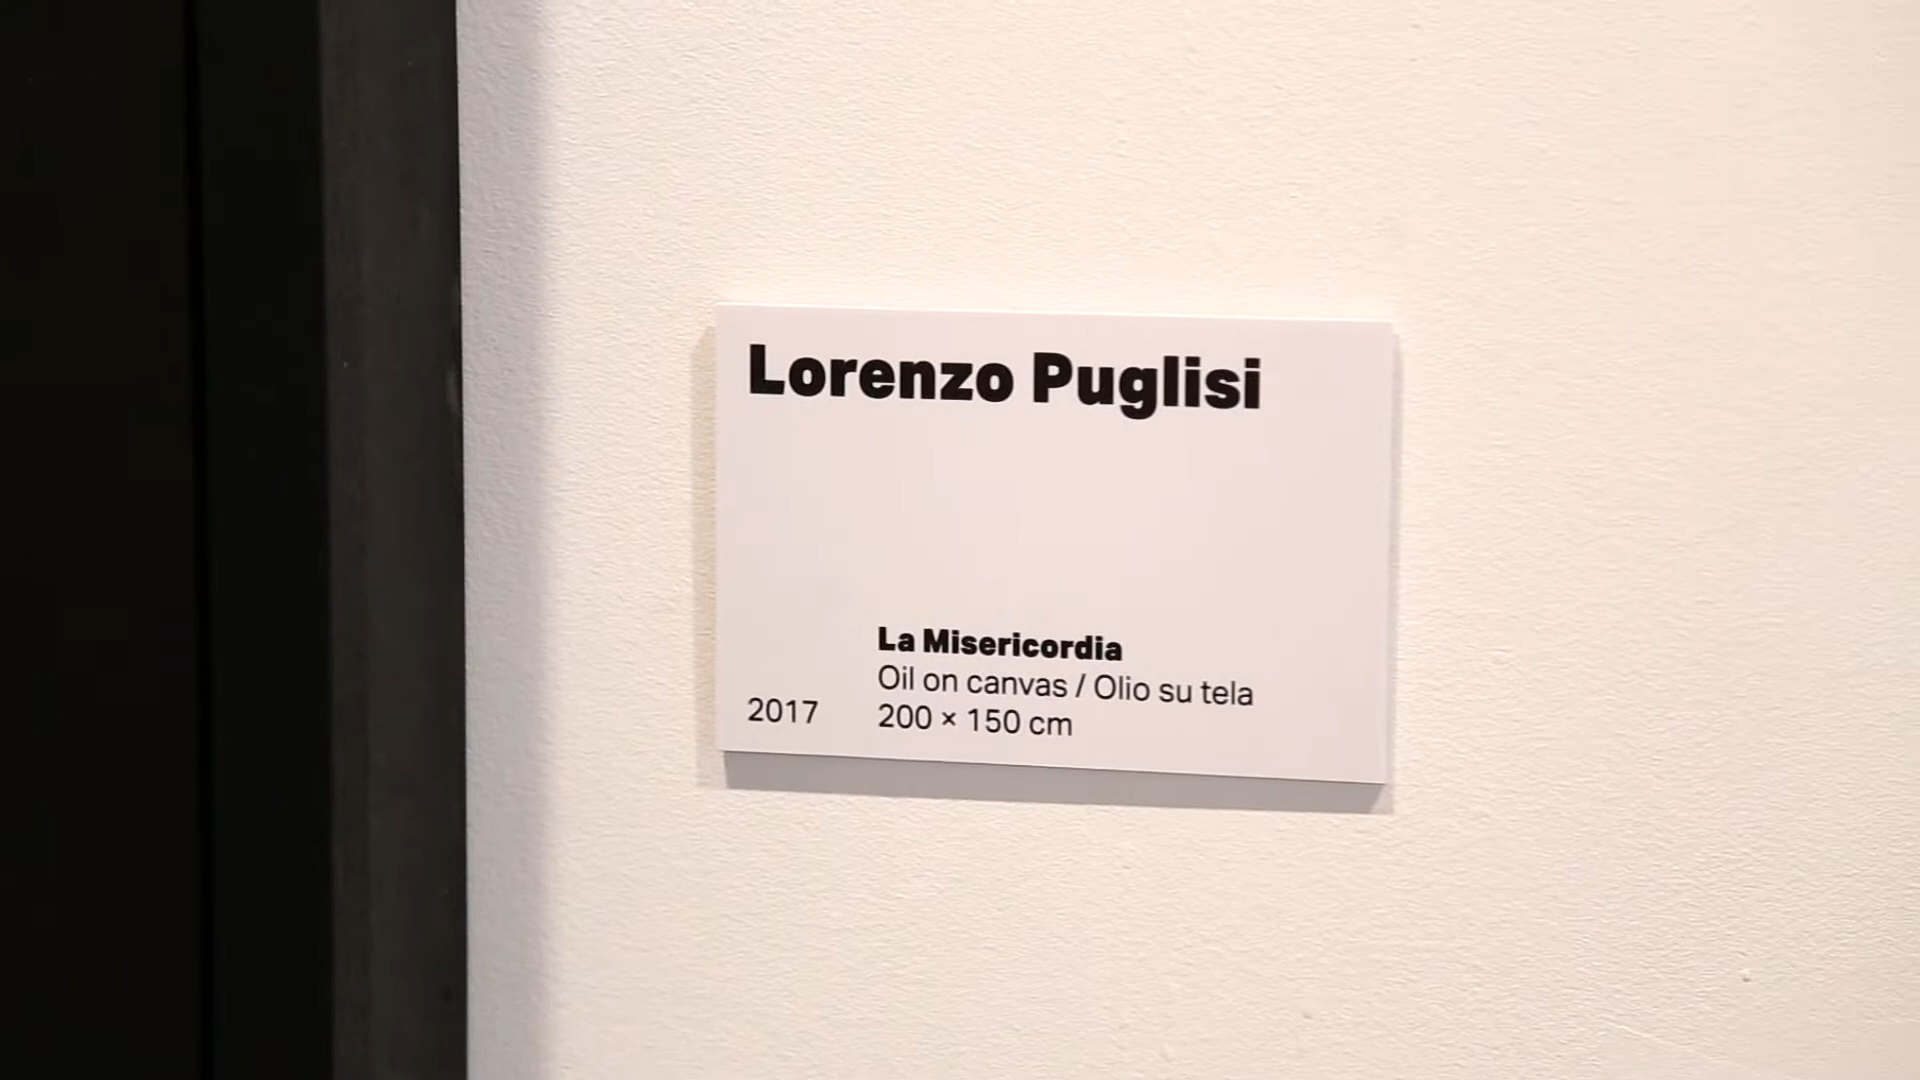 Lorenzo Puglisi
La Misericordia
Oil on canvas / Olio su tela
2017 200 × 150 cm